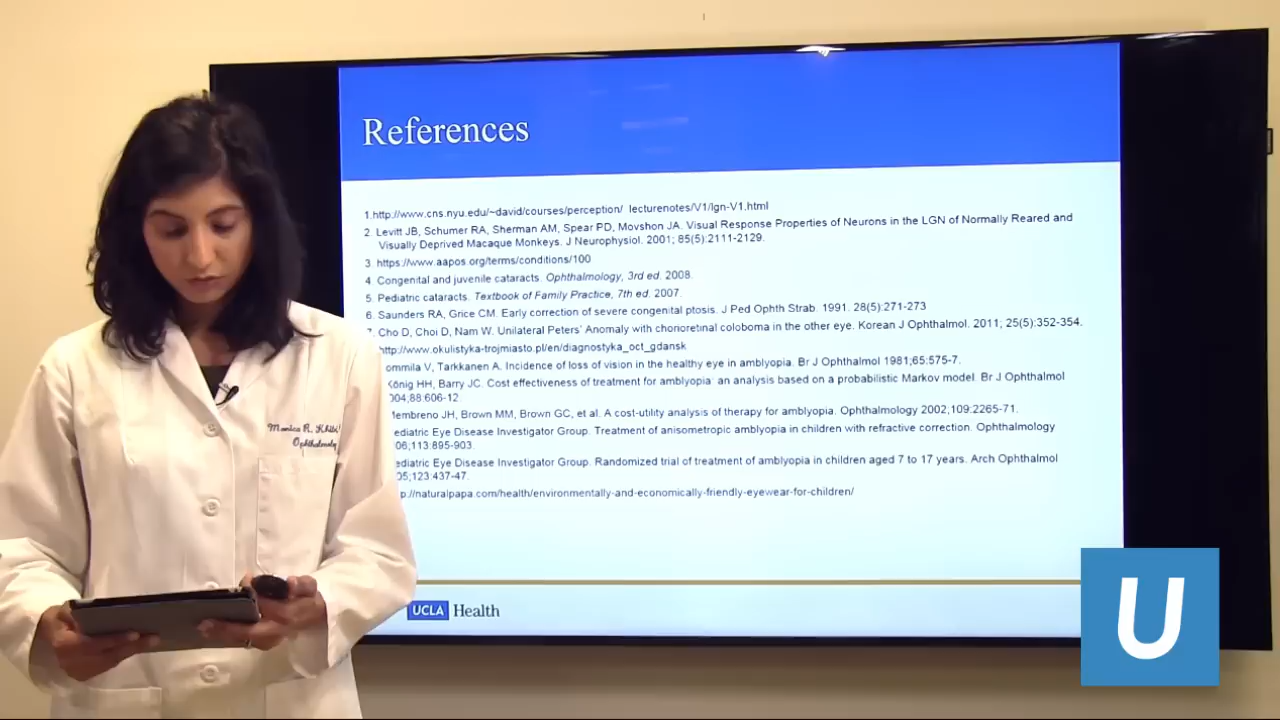 References
1.http://www.cns.nyu.edu/~david/courses/perception/ lecturenotes/V1/lgn-V1.html
2. Levitt JB, Schumer RA, Sherman AM, Spear PD, Movshon JA. Visual Response Properties of Neurons in the LGN of Normally Reared and
Visually Deprived Macaque Monkeys. J Neurophysiol. 2001; 85(5):2111-2129.
3. https://www.aapos.org/terms/conditions/100
4. Congenital and juvenile cataracts. Ophthalmology, 3rd ed. 2008.
5. Pediatric cataracts. Textbook of Family Practice, 7th ed. 2007.
6. Saunders RA, Grice CM. Early correction of severe congenital ptosis. J Ped Ophth Strab. 1991. 28(5):271-273
7. Cho D, Choi D, Nam W. Unilateral Peters' Anomaly with chorioretinal coloboma in the other eye. Korean J Ophthalmol. 2011; 25(5):352-354.
http://www.okulistyka-trojmiasto.pl/en/diagnostyka_oct_gdansk
ommila V, Tarkkanen A. Incidence of loss of vision in the healthy eye in amblyopia. Br J Ophthalmol 1981;65:575-7.
König HH, Barry JC. Cost effectiveness of treatment for amblyopia: an analysis based on a probabilistic Markov model. Br J Ophthalmol
004;88:606-12.
Membreno JH, Brown MM, Brown GC, et al. A cost-utility analysis of therapy for amblyopia. Ophthalmology 2002;109:2265-71.
ediatric Eye Disease Investigator Group. Treatment of anisometropic amblyopia in children with refractive correction. Ophthalmology
06;113:895-903.
ediatric Eye Disease Investigator Group. Randomized trial of treatment of amblyopia in children aged 7 to 17 years. Arch Ophthalmol
05;123:437-47.
p://naturalpapa.com/health/environmentally-and-economically-friendly-eyewear-for-children/
Monica R.
Ophthalmology
UCLA Health
U